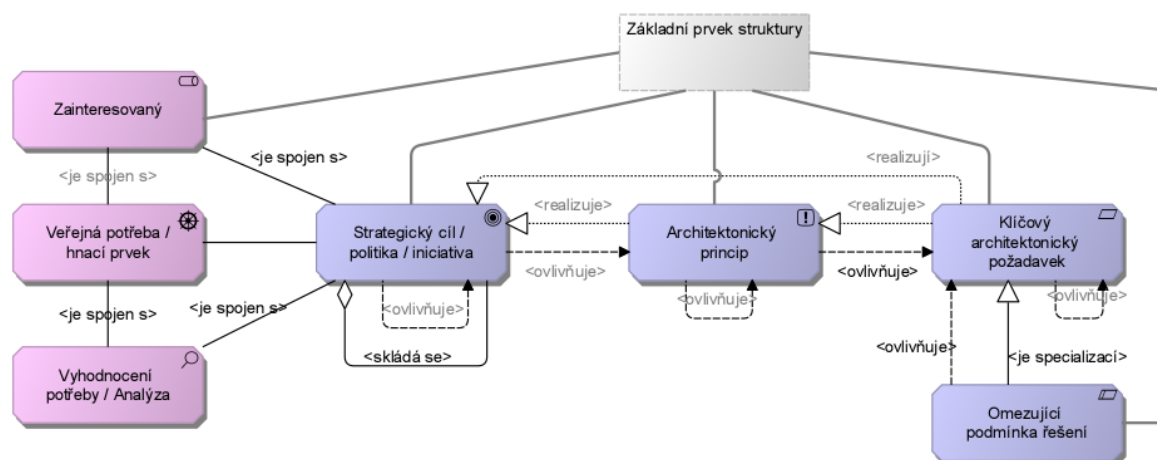 Základní prvek struktury
Zainteresovaný
<je spojen s>
<realizují>
<je spojen s>
<realizuje>
<realizuje>
Veřejná potřeba /
hnací prvek
Strategický cíl /
politika / iniciativa
Architektonický
princip
Klíčový
architektonický
požadavek
<ovlivňuje>
<ovlivňuje>
<je spojen s>
<je spojen s>
<ovlivňuje>
<ovlivňuje>
<ovlivňuje>
<skládá se>
<ovlivňuje>
<je specializací>
Vyhodnocení
potřeby / Analýza
Omezující
podmínka řešení